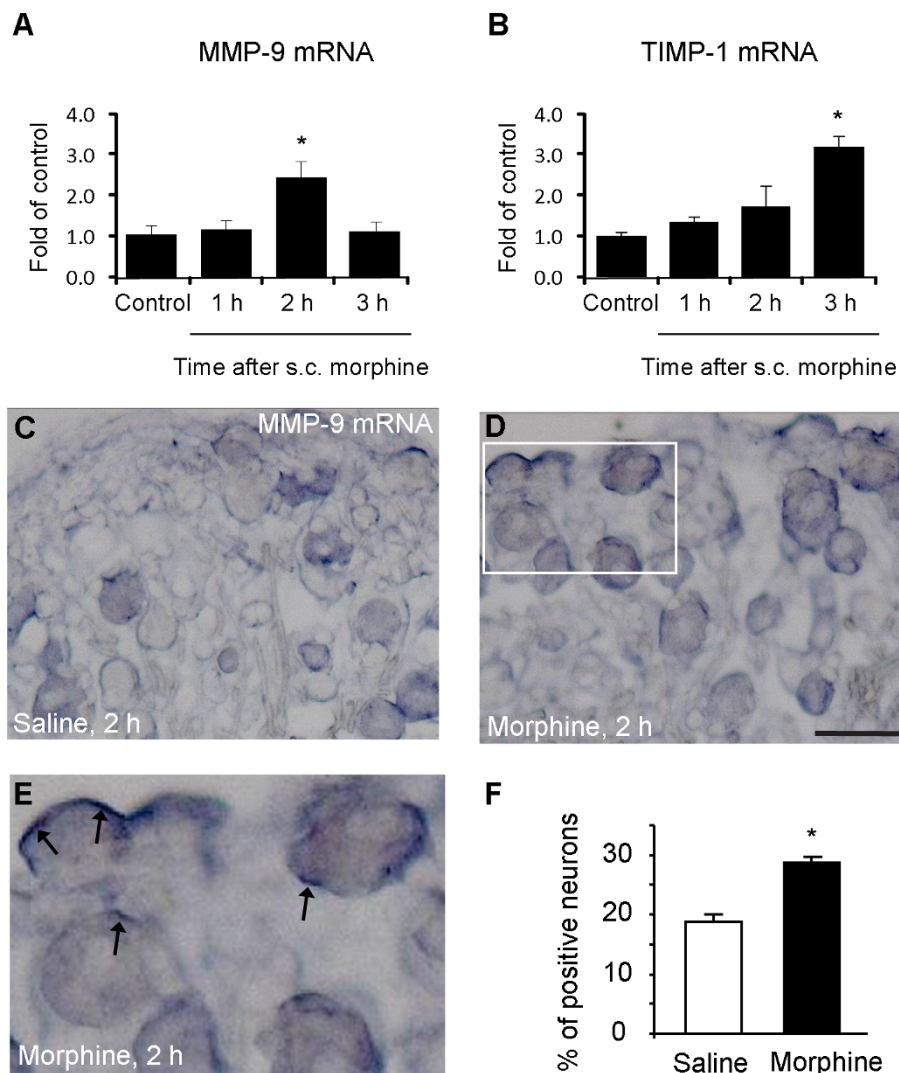 A
MMP-9 mRNA
Fold of control
4.0
3.0
2.0
1.0
0.0
*
Control 1 h 2 h 3 h
Time after s.c. morphine
B
TIMP-1 mRNA
Fold of control
4.0
3.0
2.0
1.0
0.0
*
Control 1 h 2 h 3 h
Time after s.c. morphine
C
MMP-9 mRNA
Saline, 2 h
D
Morphine, 2 h
E
Morphine, 2 h
F
% of positive neurons
30
20
10
0
*
Saline Morphine